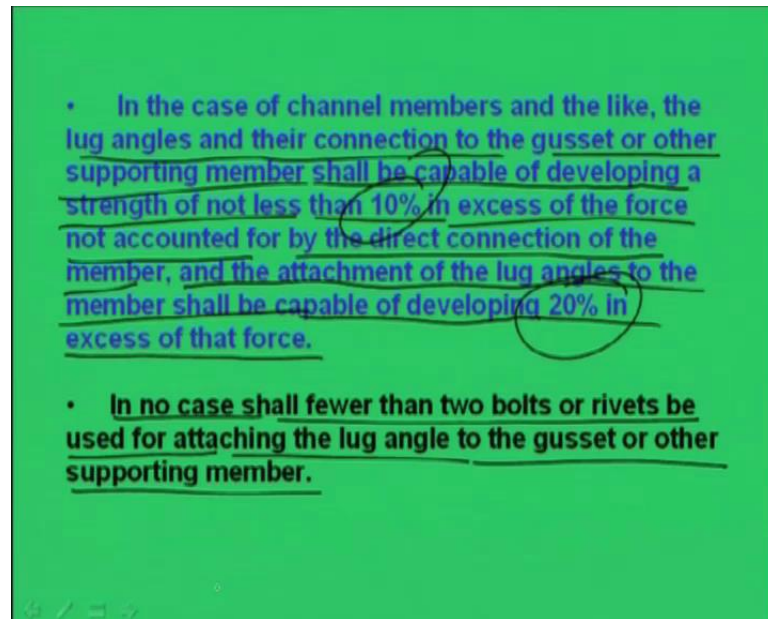 • In the case of channel members and the like, the
lug angles and their connection to the gusset or other
supporting member shall be capable of developing a
strength of not less than 10% in excess of the force
not accounted for by the direct connection of the
member, and the attachment of the lug angles to the
member shall be capable of developing 20% in
excess of that force.
• In no case shall fewer than two bolts or rivets be
used for attaching the lug angle to the gusset or other
supporting member.